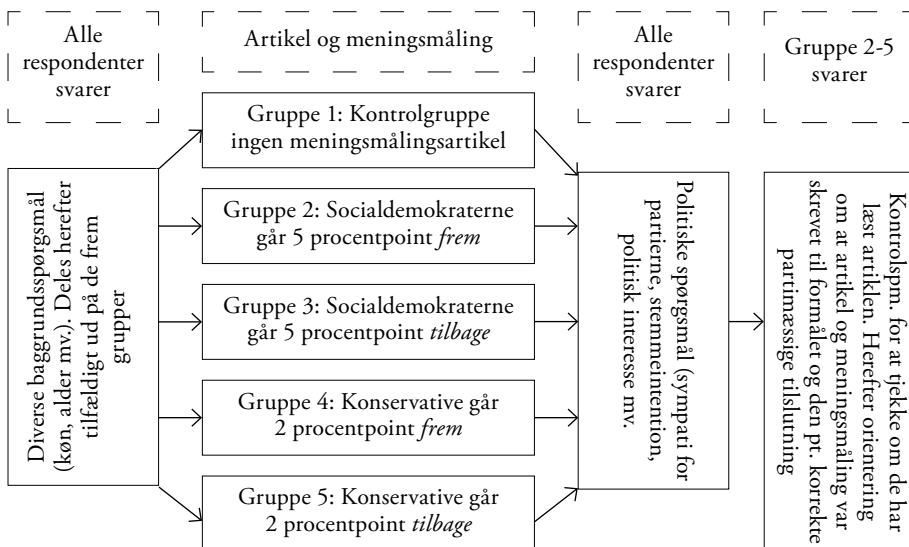 Alle
respondenter
svarer
Artikel og meningsmåling
Alle
respondenter
svarer
Gruppe 2-5
svarer
Diverse baggrundsspørgsmål
(køn, alder mv.). Deles herefter
tilfældigt ud på de frem
grupper
Gruppe 1: Kontrolgruppe
ingen meningsmålingsartikel
Gruppe 2: Socialdemokraterne
går 5 procentpoint frem
Gruppe 3: Socialdemokraterne
går 5 procentpoint tilbage
Gruppe 4: Konservative går
2 procentpoint frem
Gruppe 5: Konservative går
2 procentpoint tilbage
Politiske spørgsmål (sympati for
partierne, stemmeintention,
politisk interesse mv.
Kontrolspm. for at tjekke om de har
læst artiklen. Herefter orientering
om at artikel og meningsmåling var
skrevet til formålet og den pt. korrekte
partimæssige tilslutning